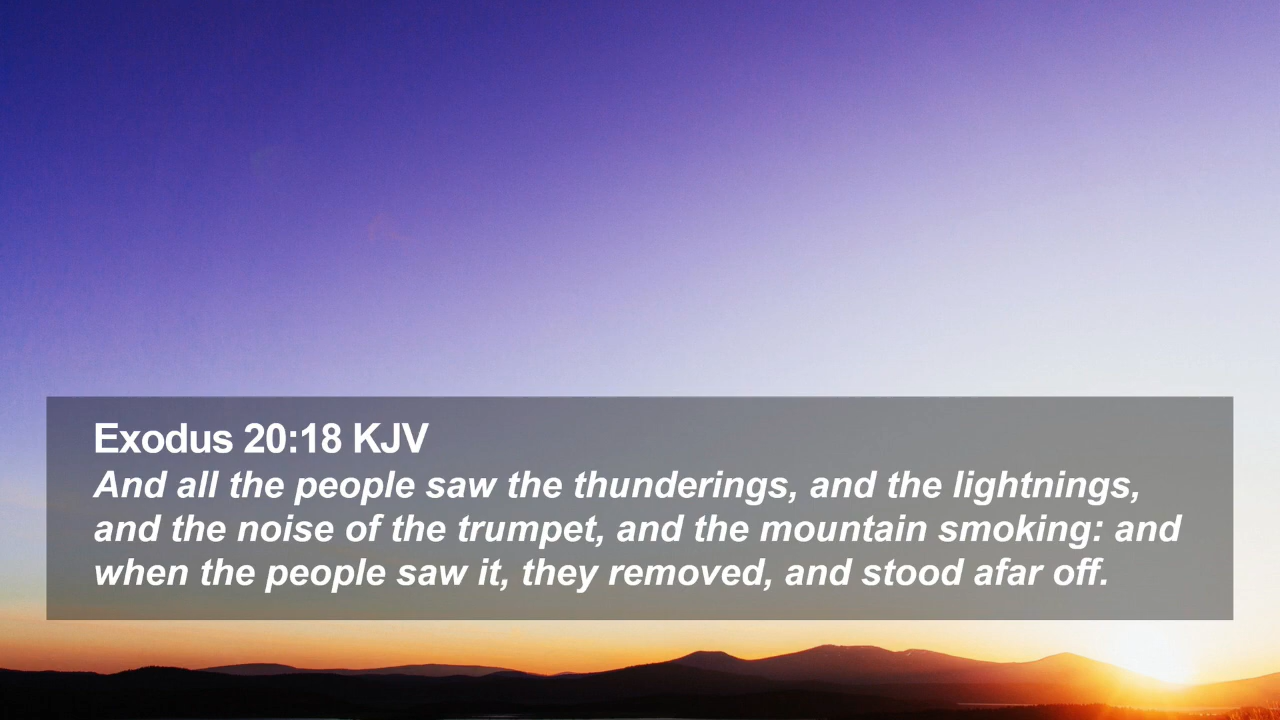 Exodus 20:18 KJV
And all the people saw the thunderings, and the lightnings,
and the noise of the trumpet, and the mountain smoking: and
when the people saw it, they removed, and stood afar off.